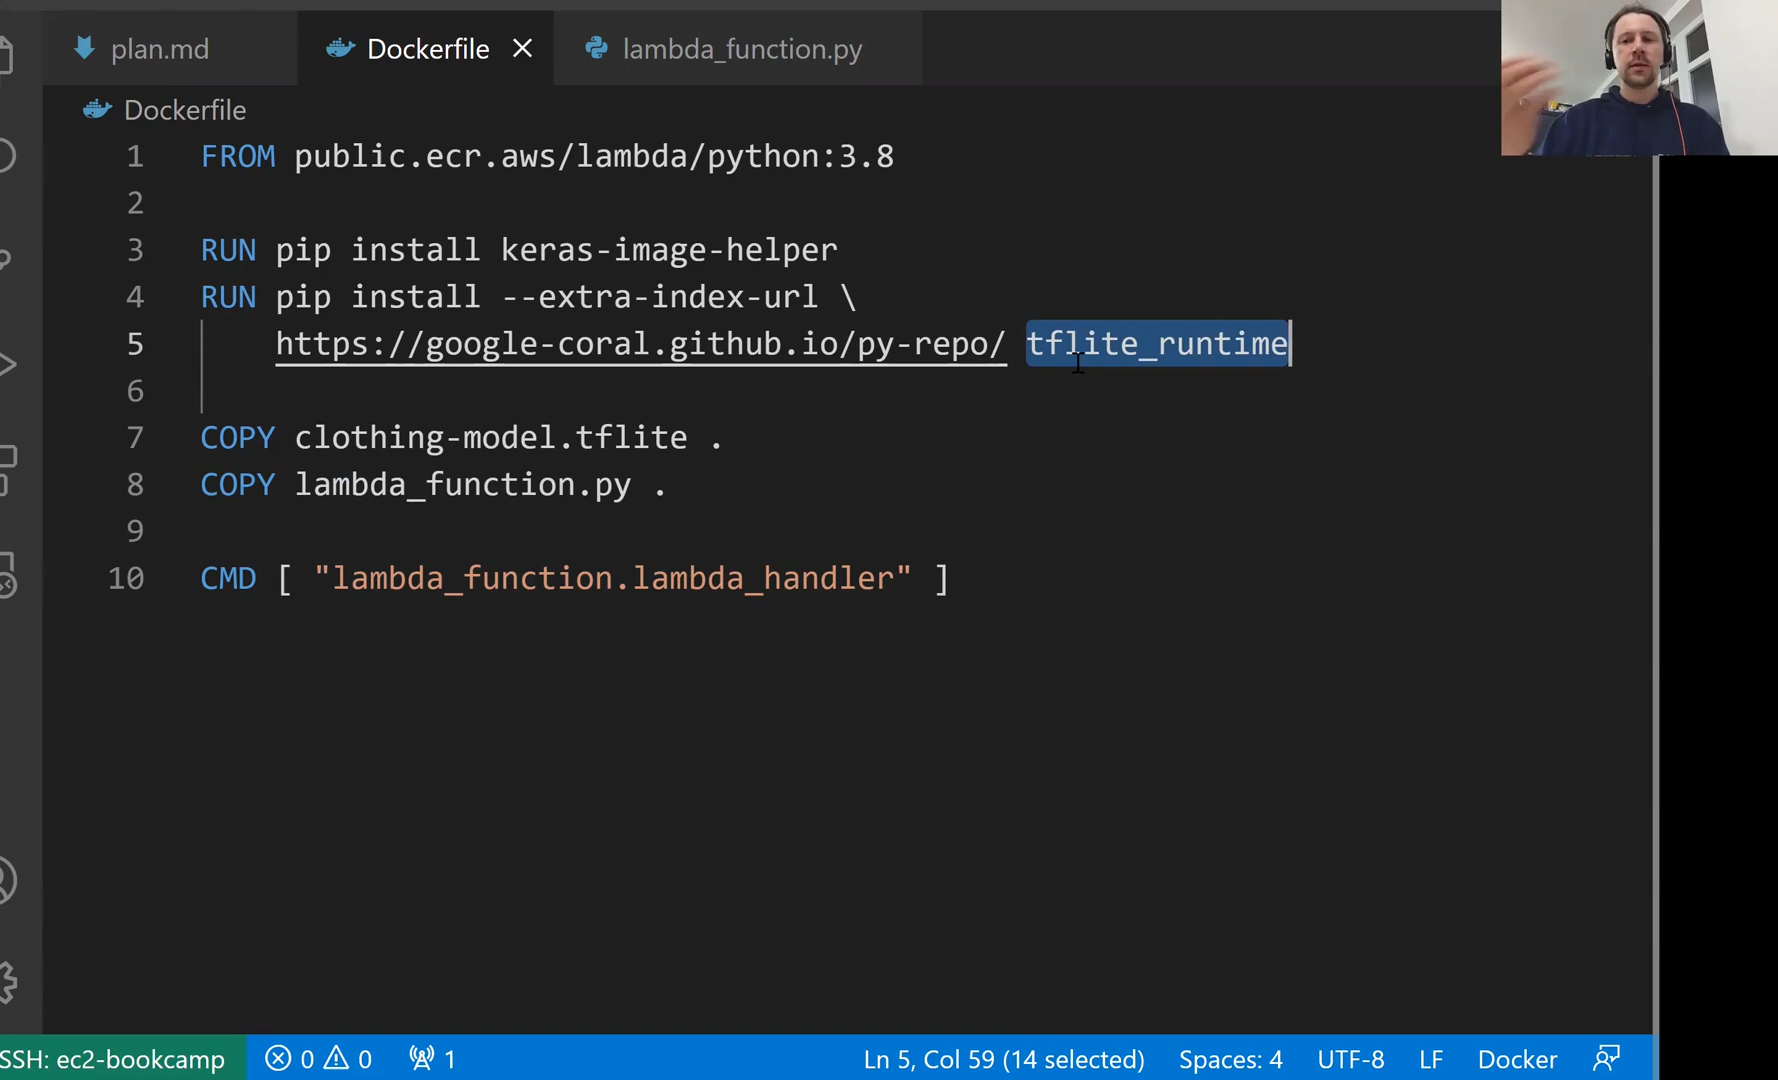 plan.md
Dockerfile
lambda_function.py
Dockerfile
1 FROM public.ecr.aws/lambda/python:3.8
2
3 RUN pip install keras-image-helper
4 RUN pip install --extra-index-url \
5 https://google-coral.github.io/py-repo/ tflite_runtime
6
7 COPY clothing-model.tflite .
8 COPY lambda_function.py .
9
10 CMD [ "lambda_function.lambda_handler" ]
SSH: ec2-bookcamp 0 0 1 Ln 5, Col 59 (14 selected) Spaces: 4 UTF-8 LF Docker